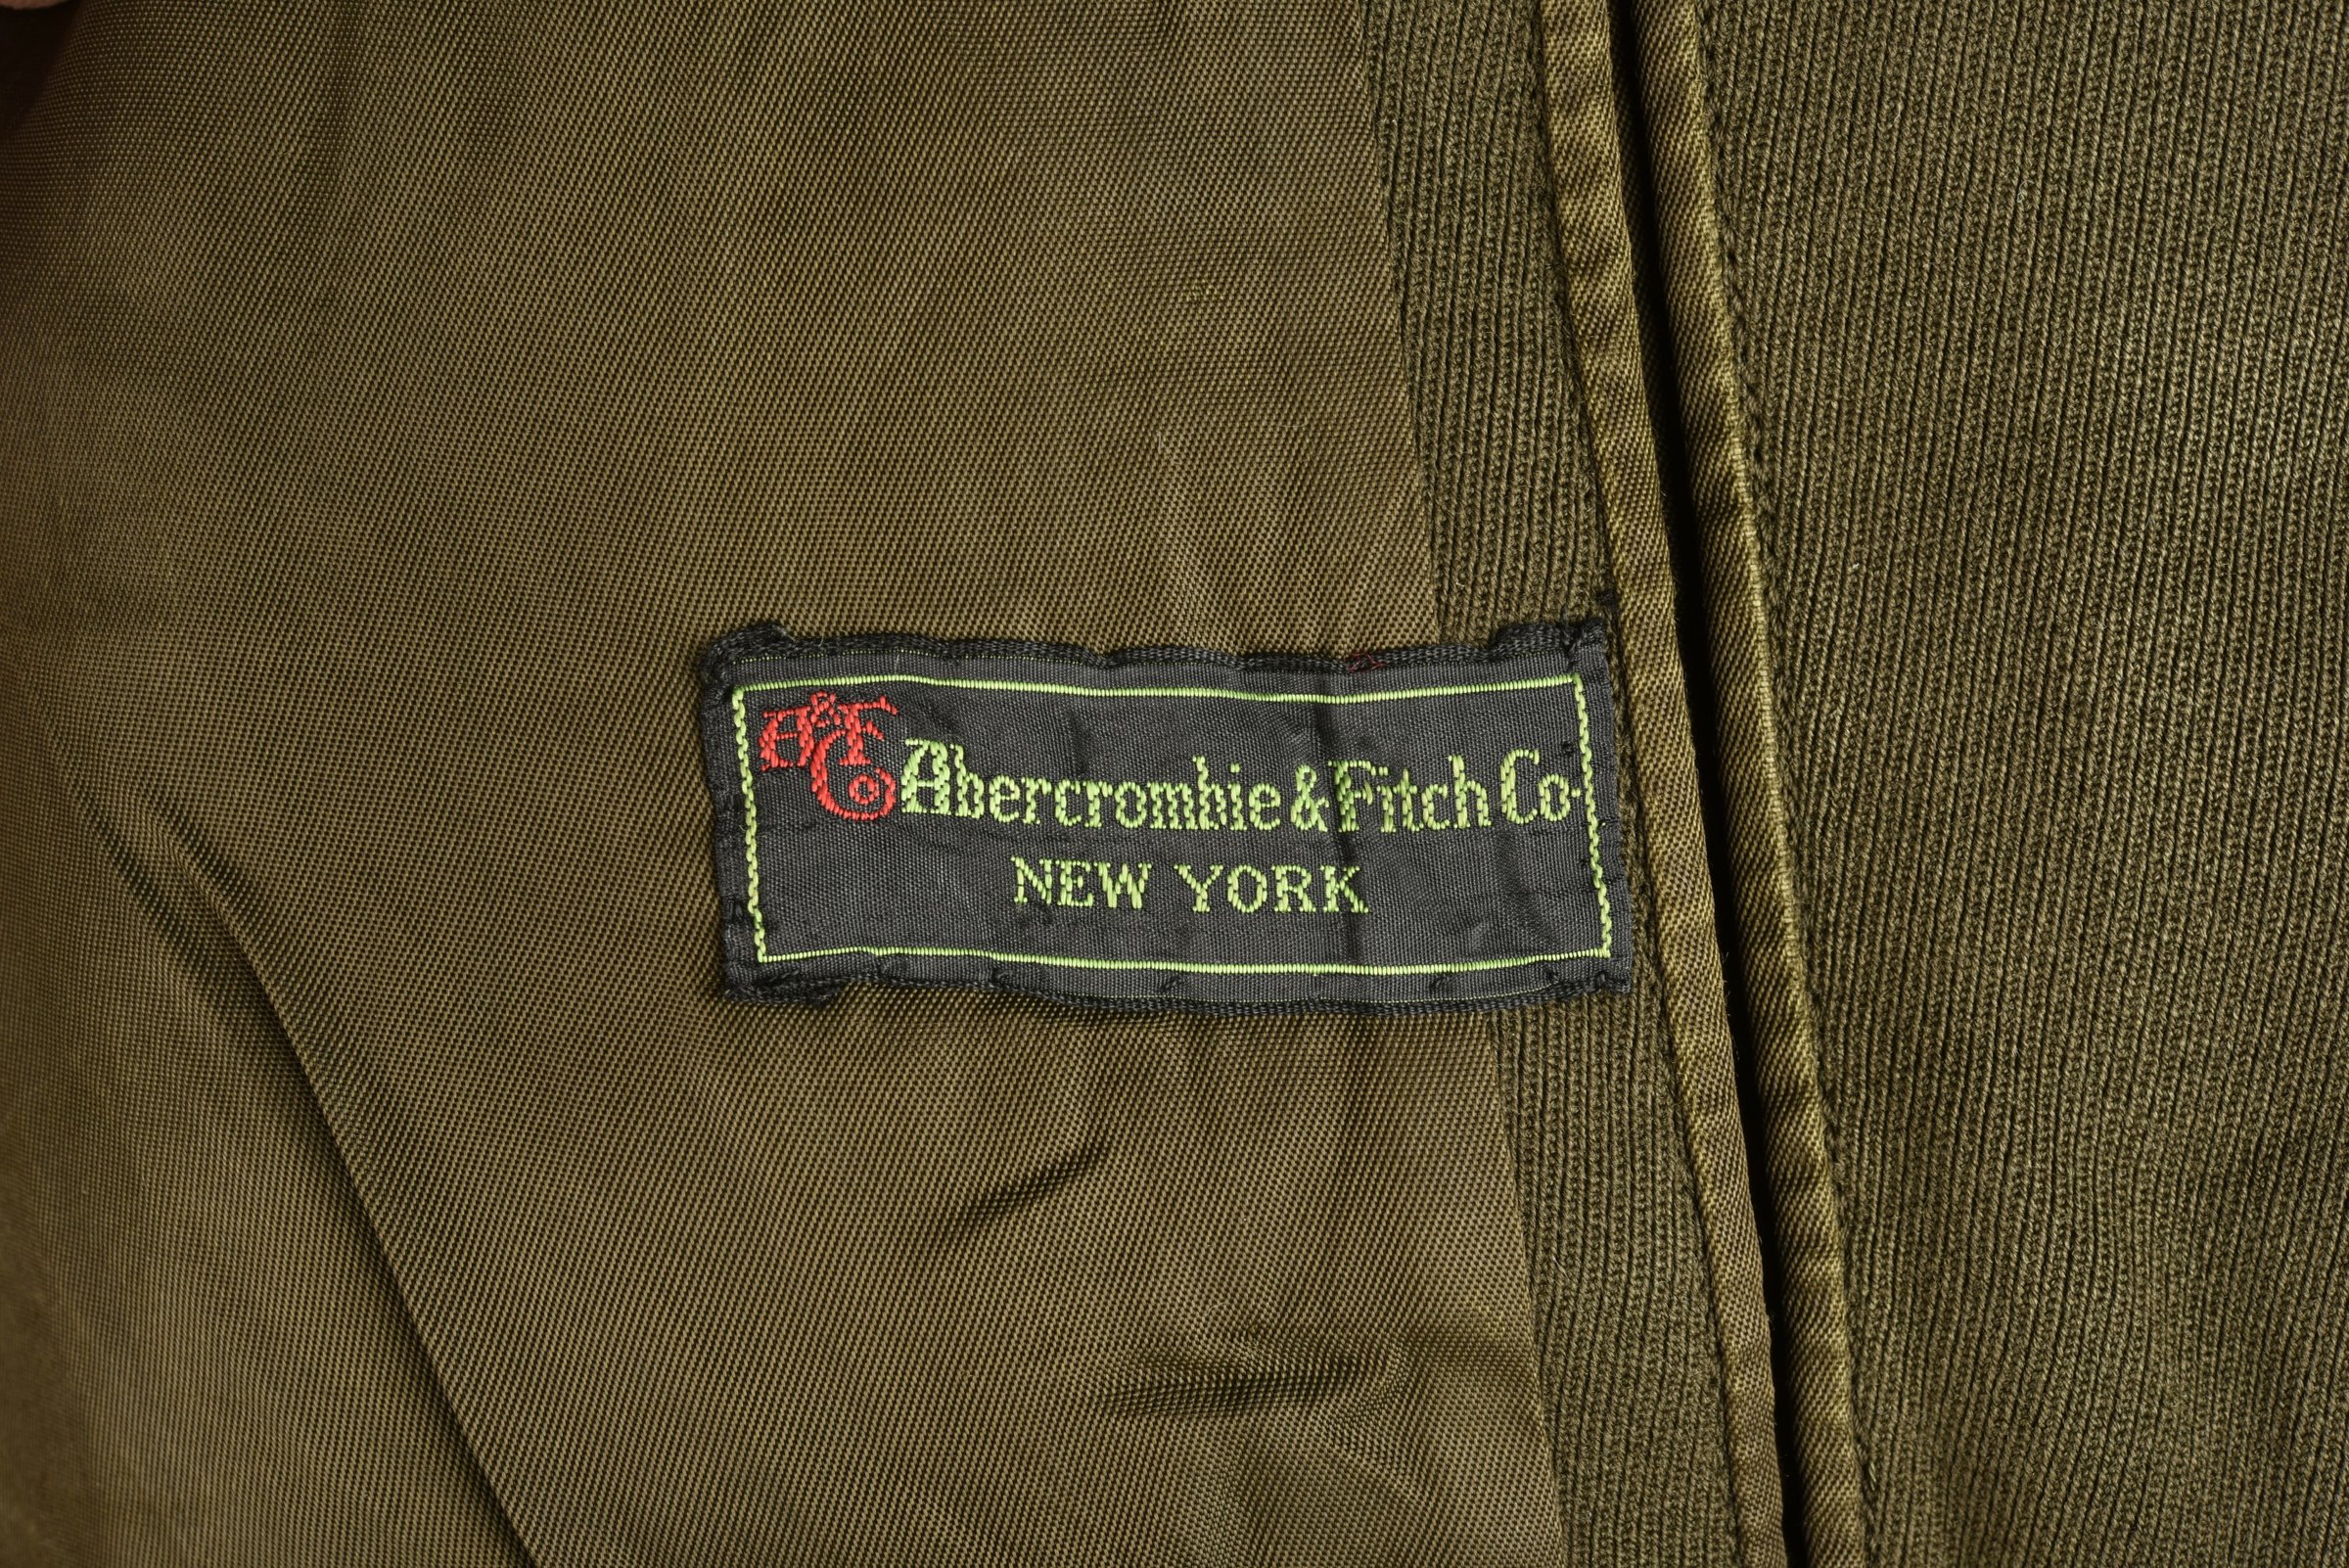 A&F Co
Abercrombie & Fitch Co.
NEW YORK